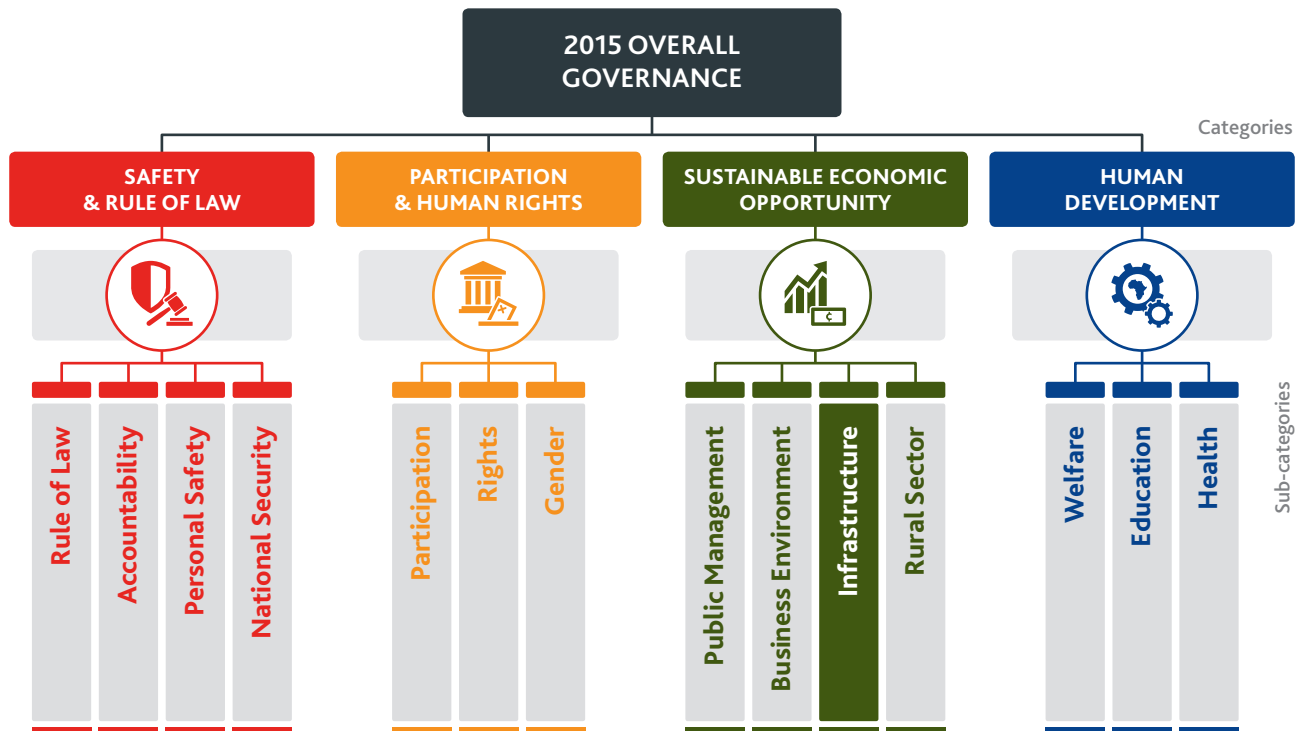 2015 OVERALL
GOVERNANCE
Categories
SAFETY
& RULE OF LAW
PARTICIPATION
& HUMAN RIGHTS
SUSTAINABLE ECONOMIC
OPPORTUNITY
HUMAN
DEVELOPMENT
¢
Rule of Law
Accountability
Personal Safety
National Security
Participation
Rights
Gender
Public Management
Business Environment
Infrastructure
Rural Sector
Welfare
Education
Health
Sub-categories